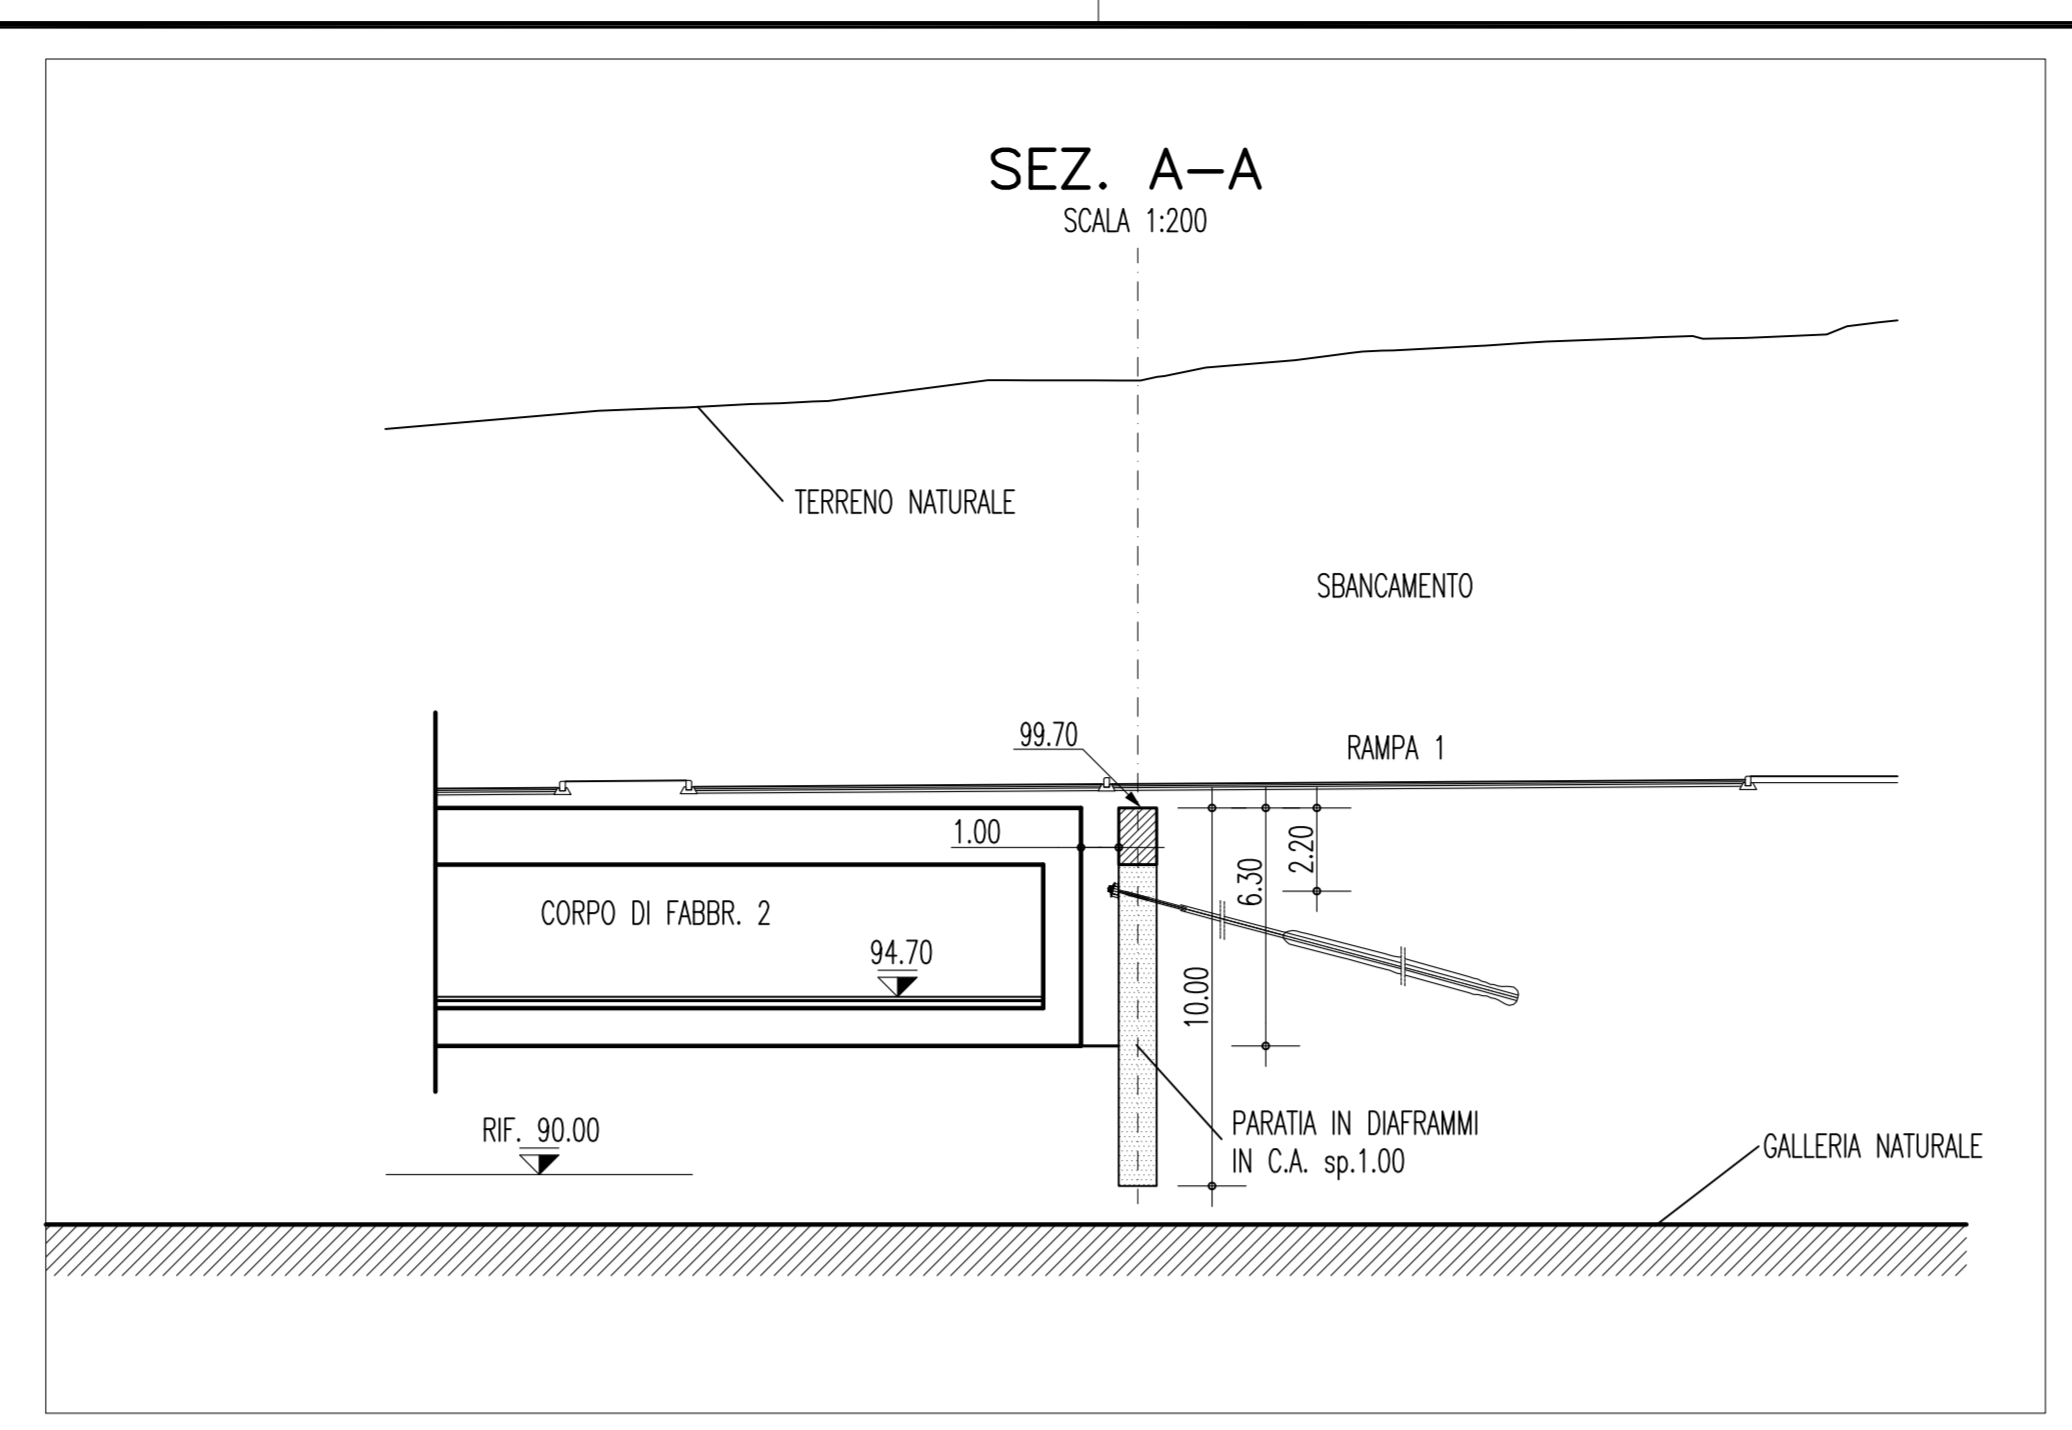 SEZ. A-A
SCALA 1:200
TERRENO NATURALE
SBANCAMENTO
99.70
RAMPA 1
1.00
2.20
6.30
CORPO DI FABBR. 2
94.70
10.00
RIF. 90.00
PARATIA IN DIAFRAMMI
IN C.A. sp.1.00
GALLERIA NATURALE